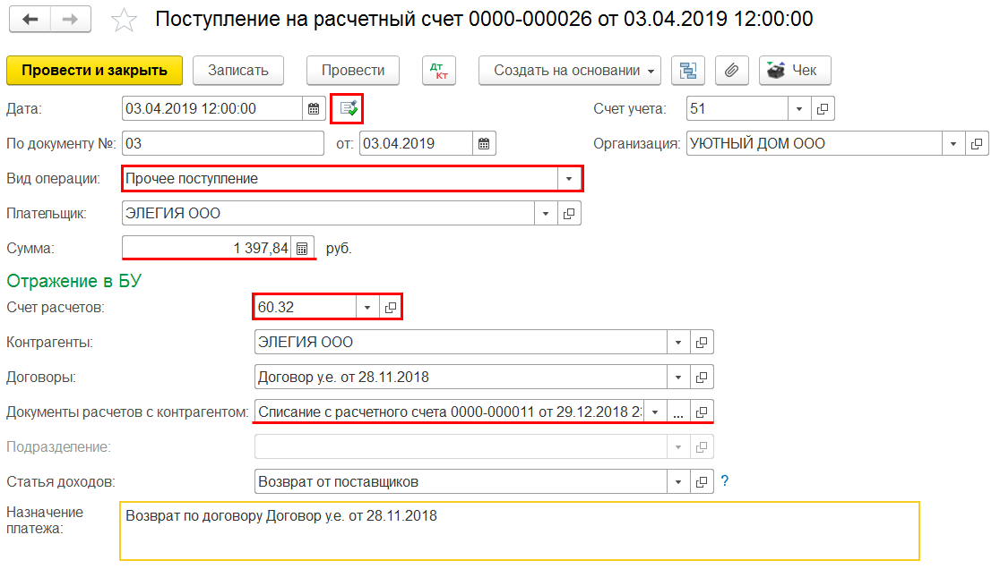 Поступление на расчетный счет 0000-000026 от 03.04.2019 12:00:00
Провести и закрыть Записать Провести Дт Кт Создать на основании Чек
Дата: 03.04.2019 12:00:00 Счет учета: 51
По документу №: 03 от: 03.04.2019 Организация: УЮТНЫЙ ДОМ ООО
Вид операции: Прочее поступление
Плательщик: ЭЛЕГИЯ ООО
Сумма: 1 397,84 руб.
Отражение в БУ
Счет расчетов: 60.32
Контрагенты: ЭЛЕГИЯ ООО
Договоры: Договор у.е. от 28.11.2018
Документы расчетов с контрагентом: Списание с расчетного счета 0000-000011 от 29.12.2018 2 ...
Подразделение:
Статья доходов: Возврат от поставщиков ?
Назначение платежа: Возврат по договору Договор у.е. от 28.11.2018